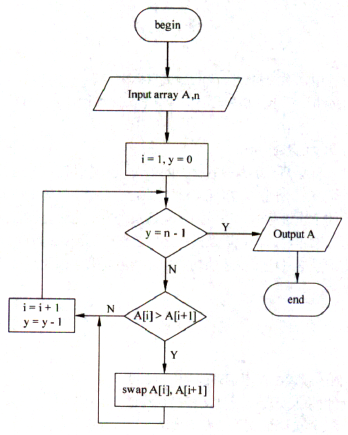 begin
Input array A,n
i = 1, y = 0
y = n - 1
Y
Output A
N
end
i = i + 1
y = y - 1
N
A[i] > A[i+1]
Y
swap A[i], A[i+1]